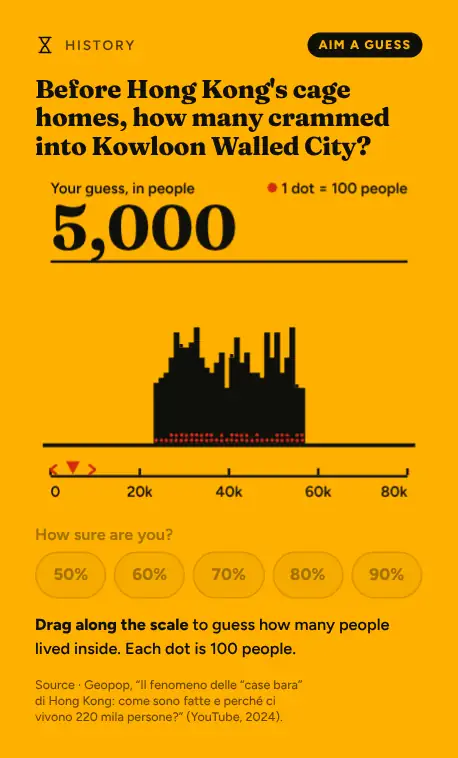 HISTORY
AIM A GUESS
Before Hong Kong's cage
homes, how many crammed
into Kowloon Walled City?
Your guess, in people
1 dot = 100 people
5,000
0 20k 40k 60k 80k
How sure are you?
50% 60% 70% 80% 90%
Drag along the scale to guess how many people
lived inside. Each dot is 100 people.
Source · Geopop, “Il fenomeno delle “case bara”
di Hong Kong: come sono fatte e perché ci
vivono 220 mila persone?” (YouTube, 2024).